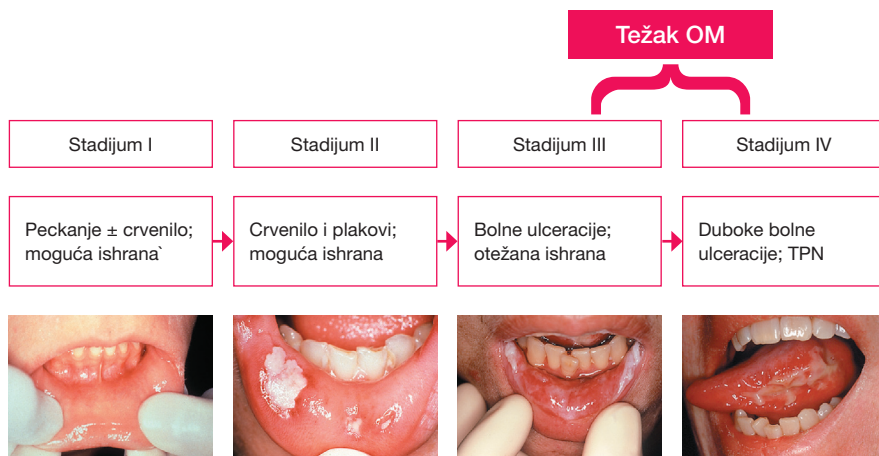 Težak OM
Stadijum I
Stadijum II
Stadijum III
Stadijum IV
Peckanje ± crvenilo;
moguća ishrana`
Crvenilo i plakovi;
moguća ishrana
Bolne ulceracije;
otežana ishrana
Duboke bolne
ulceracije; TPN